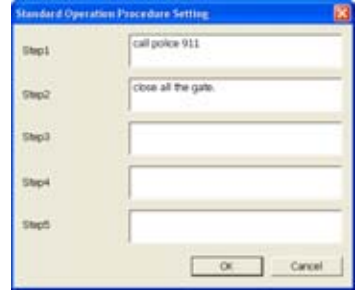 Standard Operation Procedure Setting
Step1
call police 911
Step2
close all the gate.
Step3
Step4
Step5
OK
Cancel